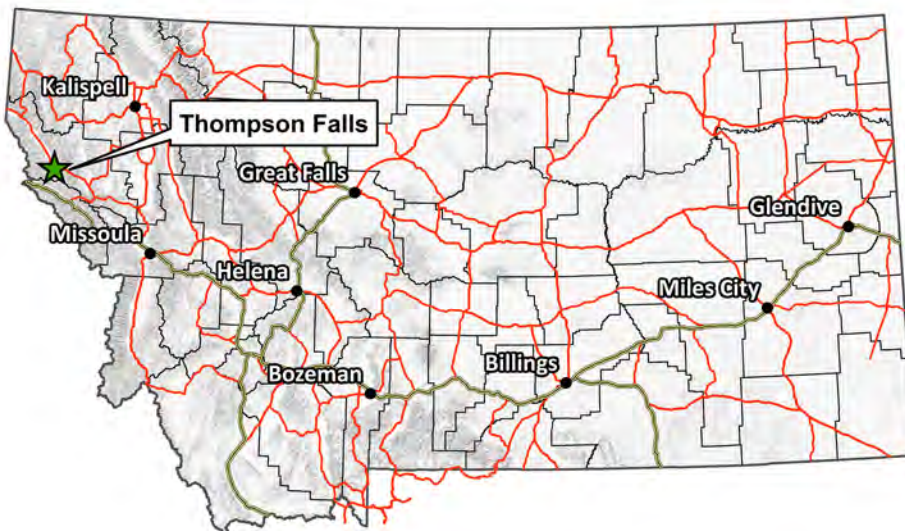 Kalispell
Thompson Falls
Great Falls
Glendive
Missoula
Helena
Miles City
Billings
Bozeman